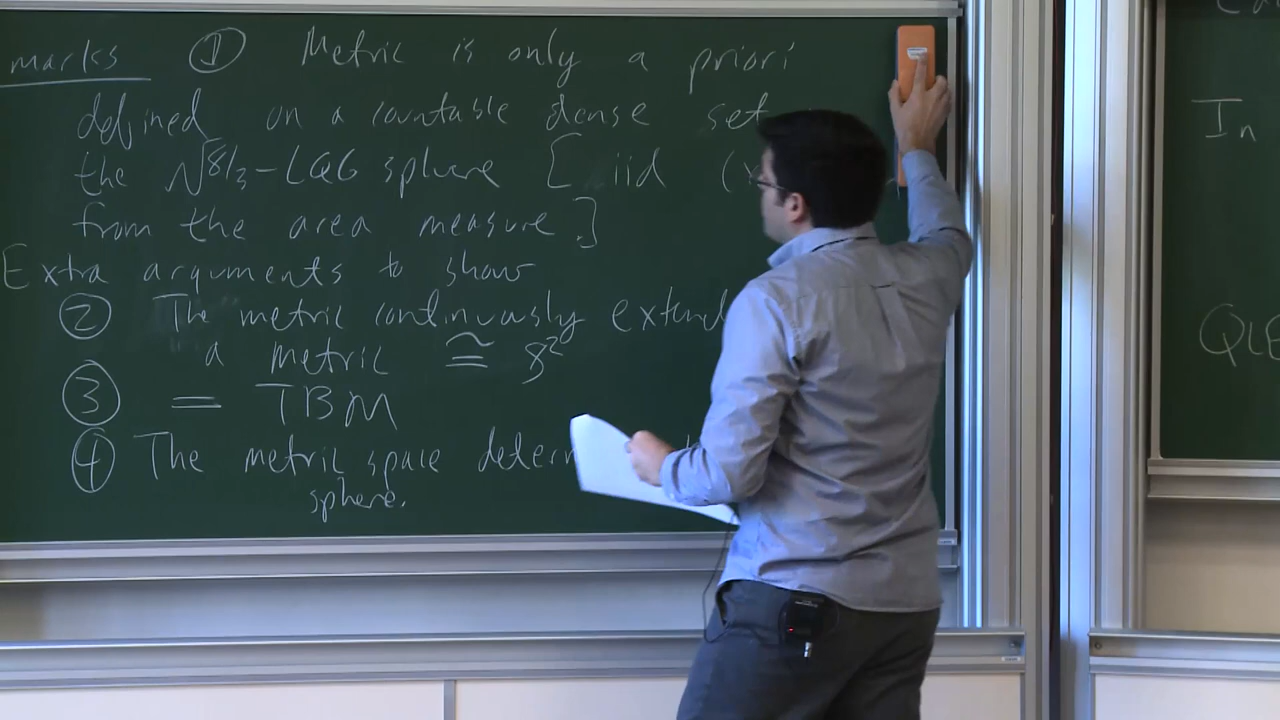 marks ① Metric is only a priori
defined on a countable dense set
the √8/3-LQG sphere [ iid (x
from the area measure.]
Extra arguments to show
② The metric continuously extend
a metric ≅ S²
③ = TBM
④ The metric space deter
sphere.
In
QLE